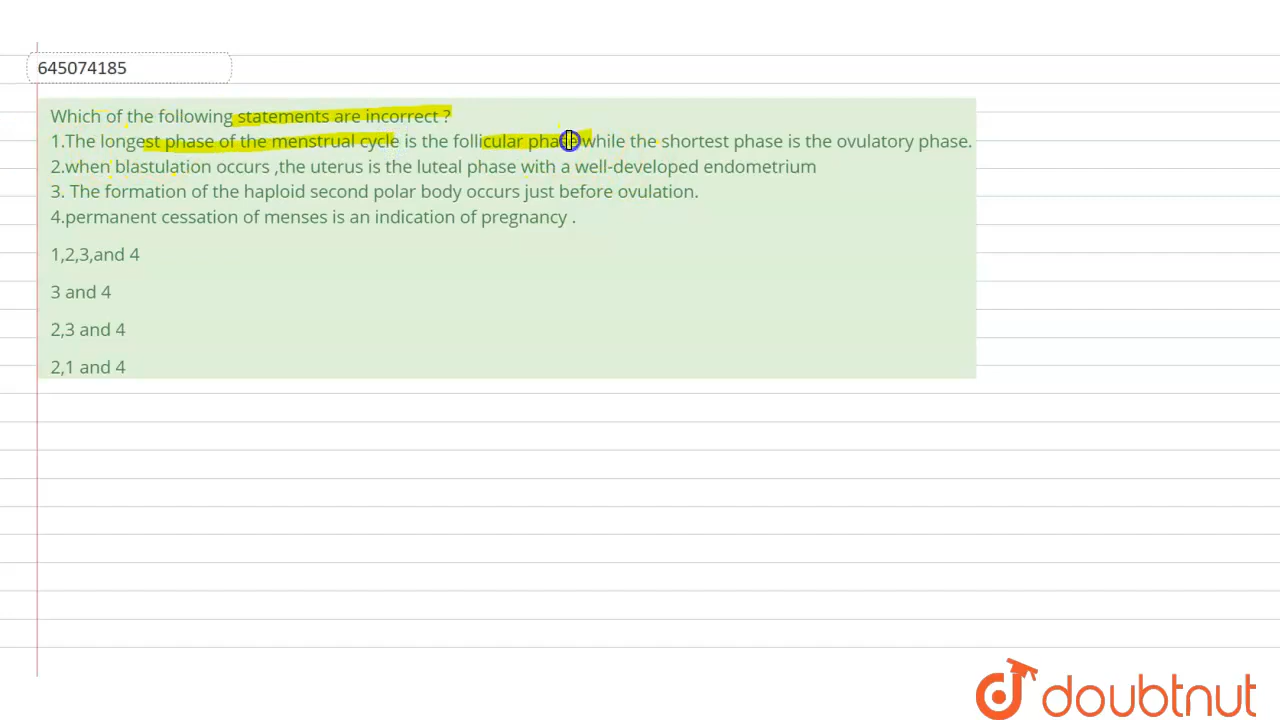 645074185
Which of the following statements are incorrect ?
1.The longest phase of the menstrual cycle is the follicular phase while the shortest phase is the ovulatory phase.
2.when blastulation occurs ,the uterus is the luteal phase with a well-developed endometrium
3. The formation of the haploid second polar body occurs just before ovulation.
4.permanent cessation of menses is an indication of pregnancy .
1,2,3,and 4
3 and 4
2,3 and 4
2,1 and 4
doubtnut